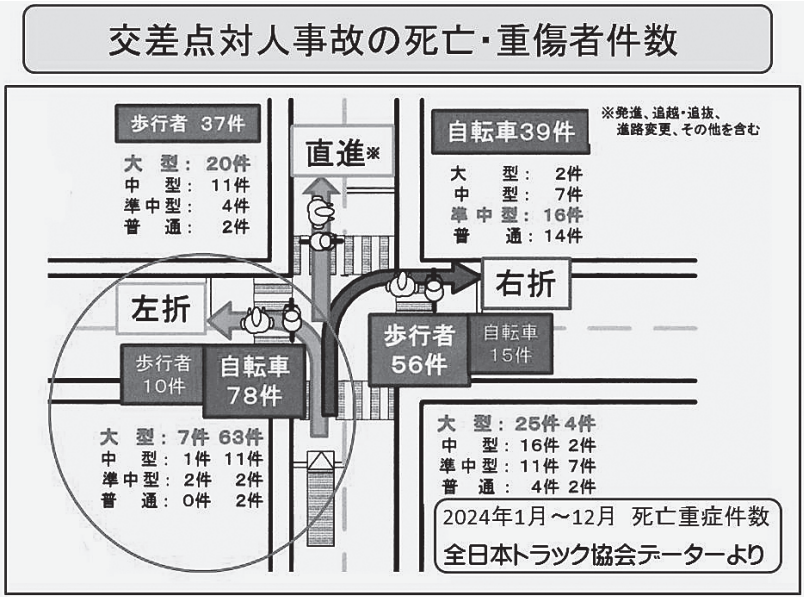 交差点対人事故の死亡・重傷者件数
歩行者 37件
大 型: 20件
中 型: 11件
準中型: 4件
普 通: 2件
直進※
自転車39件
大 型: 2件
中 型: 7件
準中型: 16件
普 通: 14件
※発進、追越・追抜、
道路変更、その他を含む
左折
右折
歩行者
10件
自転車
78件
大 型: 7件 63件
中 型: 1件 11件
準中型: 2件 2件
普 通: 0件 2件
歩行者
56件
自転車
15件
大 型: 25件 4件
中 型: 16件 2件
準中型: 11件 7件
普 通: 4件 2件
2024年1月～12月 死亡重症件数
全日本トラック協会データーより